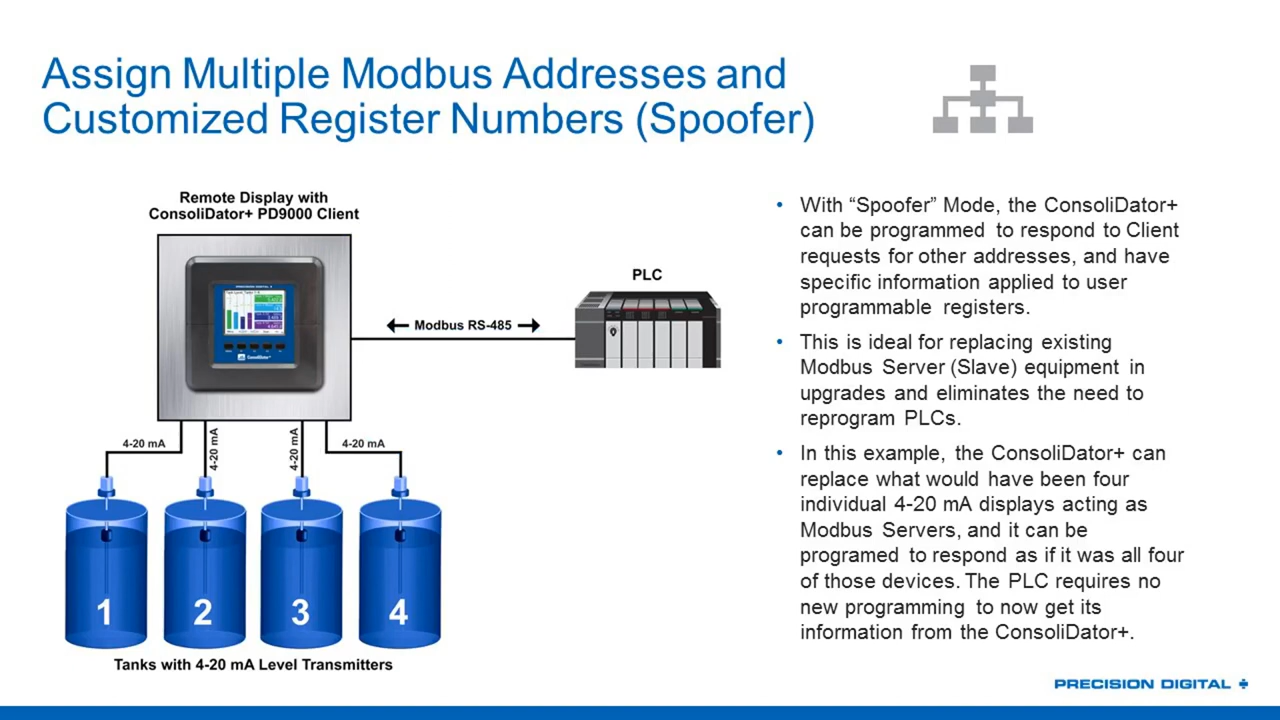 Assign Multiple Modbus Addresses and
Customized Register Numbers (Spoofer)
Remote Display with
ConsoliDator+ PD9000 Client
PRECISION DIGITAL
ConsoliDator+
Modbus RS-485
PLC
4-20 mA
4-20 mA
4-20 mA
4-20 mA
1
2
3
4
Tanks with 4-20 mA Level Transmitters
• With “Spoofer” Mode, the ConsoliDator+
can be programmed to respond to Client
requests for other addresses, and have
specific information applied to user
programmable registers.
• This is ideal for replacing existing
Modbus Server (Slave) equipment in
upgrades and eliminates the need to
reprogram PLCs.
• In this example, the ConsoliDator+ can
replace what would have been four
individual 4-20 mA displays acting as
Modbus Servers, and it can be
programed to respond as if it was all four
of those devices. The PLC requires no
new programming to now get its
information from the ConsoliDator+.
PRECISION DIGITAL